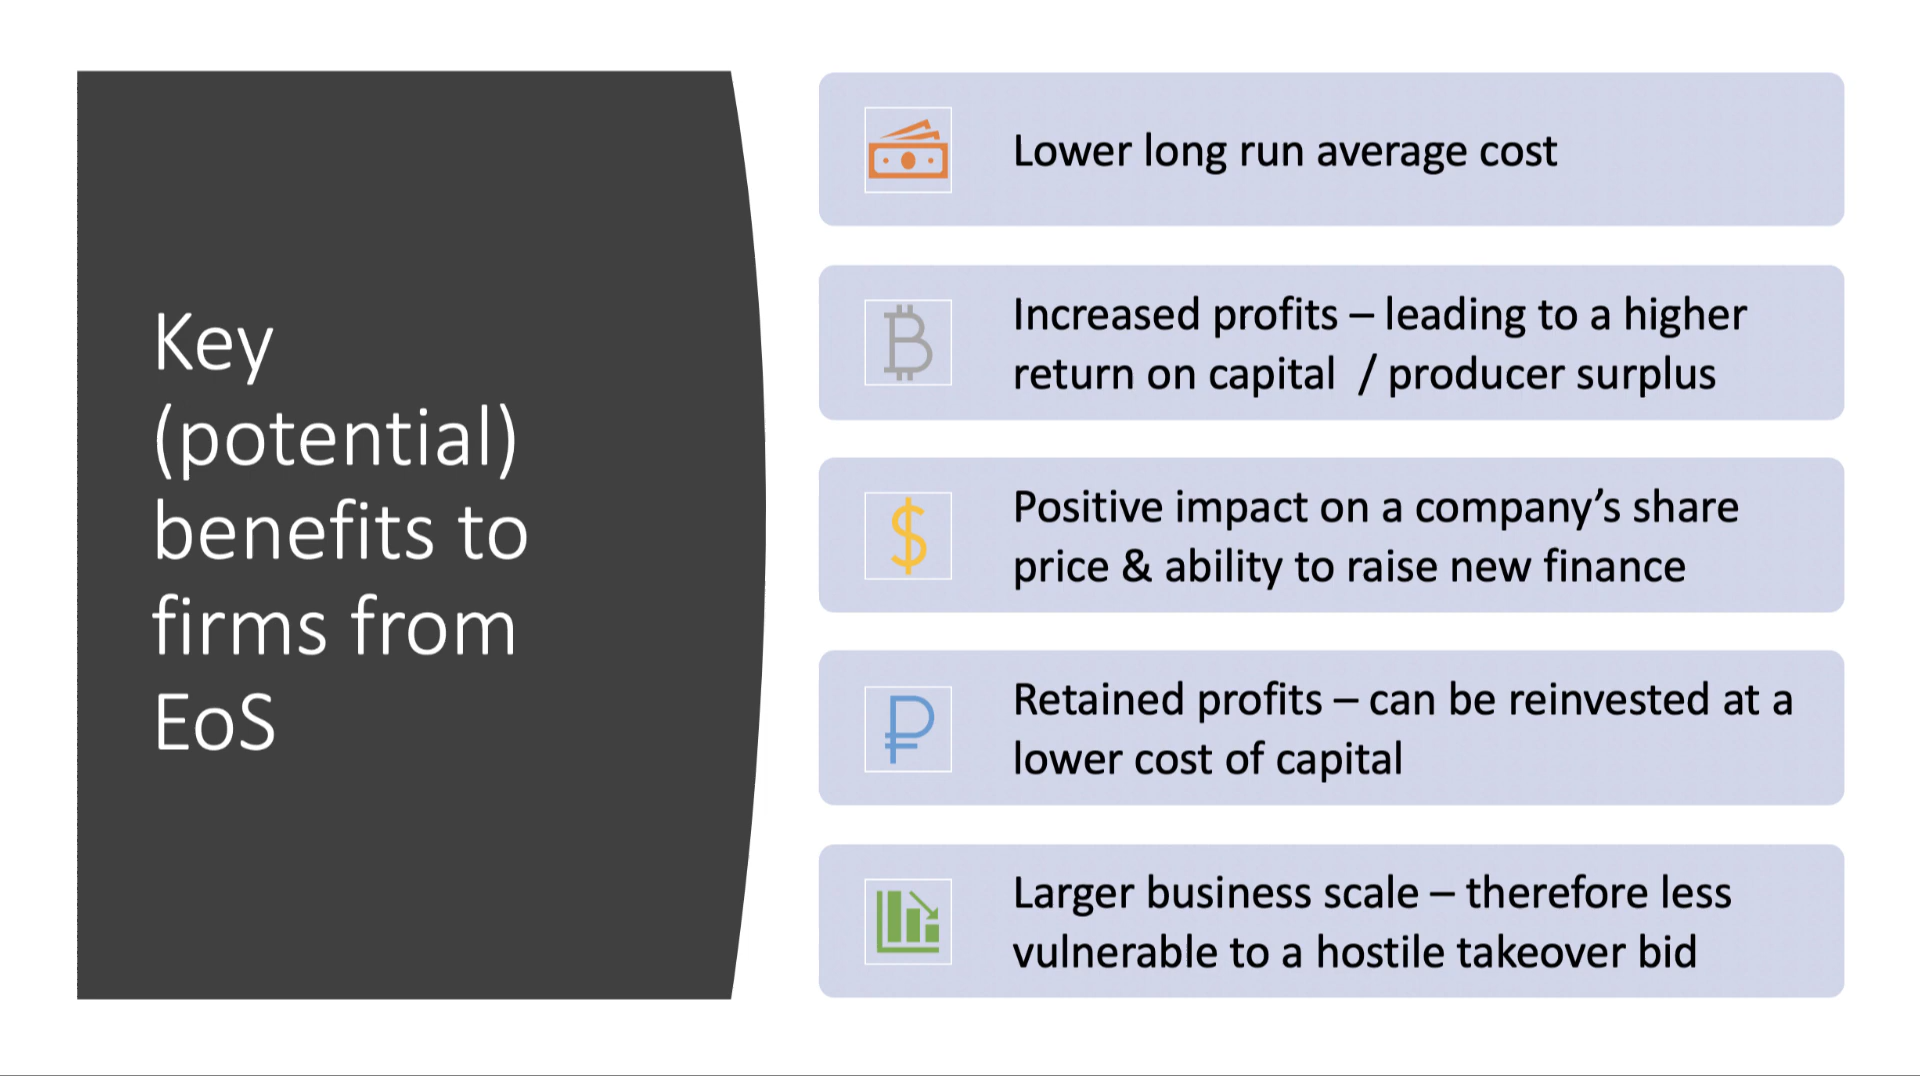 Key
(potential)
benefits to
firms from
EoS
Lower long run average cost
Increased profits – leading to a higher
return on capital  / producer surplus
Positive impact on a company’s share
price & ability to raise new finance
Retained profits – can be reinvested at a
lower cost of capital
Larger business scale – therefore less
vulnerable to a hostile takeover bid